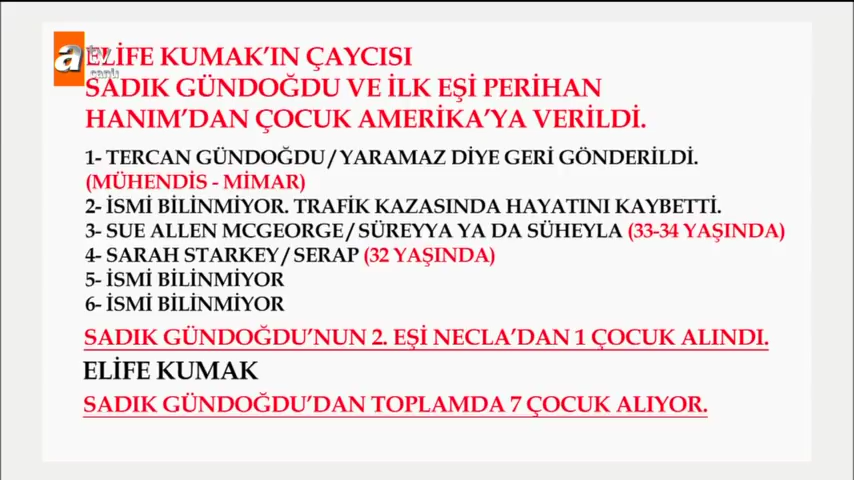 ELİFE KUMAK'IN ÇAYCISI
SADIK GÜNDOĞDU VE İLK EŞİ PERİHAN
HANIM'DAN ÇOCUK AMERİKA'YA VERİLDİ.
1- TERCAN GÜNDOĞDU / YARAMAZ DİYE GERİ GÖNDERİLDİ.
(MÜHENDİS - MİMAR)
2- İSMİ BİLİNMİYOR. TRAFİK KAZASINDA HAYATINI KAYBETTİ.
3- SUE ALLEN MCGEORGE / SÜREYYA YA DA SÜHEYLA (33-34 YAŞINDA)
4- SARAH STARKEY / SERAP (32 YAŞINDA)
5- İSMİ BİLİNMİYOR
6- İSMİ BİLİNMİYOR
SADIK GÜNDOĞDU'NUN 2. EŞİ NECLA'DAN 1 ÇOCUK ALINDI.
ELİFE KUMAK
SADIK GÜNDOĞDU'DAN TOPLAMDA 7 ÇOCUK ALIYOR.
a
atv
canlı